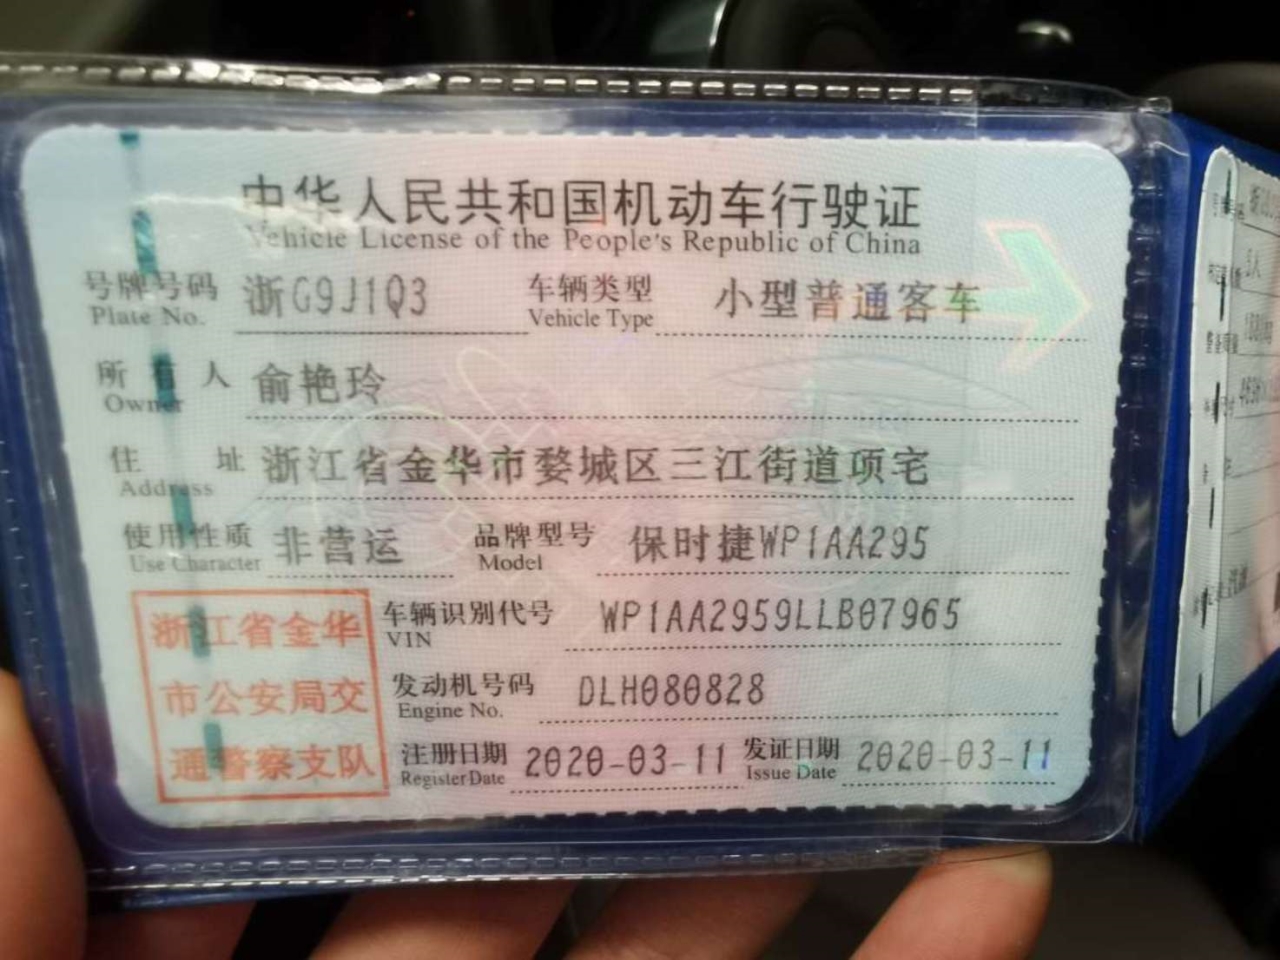 中华人民共和国机动车行驶证
Vehicle License of the People's Republic of China
号牌号码 浙G9J1Q3 车辆类型 小型普通客车
Plate No. Vehicle Type
所有人 俞艳玲
Owner
住址 浙江省金华市婺城区三江街道项宅
Address
使用性质 非营运 品牌型号 保时捷WP1AA295
Use Character Model
浙江省金华
市公安局交
通警察支队
车辆识别代号 WP1AA2959LLB07965
VIN
发动机号码 DLH080828
Engine No.
注册日期 2020-03-11 发证日期 2020-03-11
Register Date Issue Date